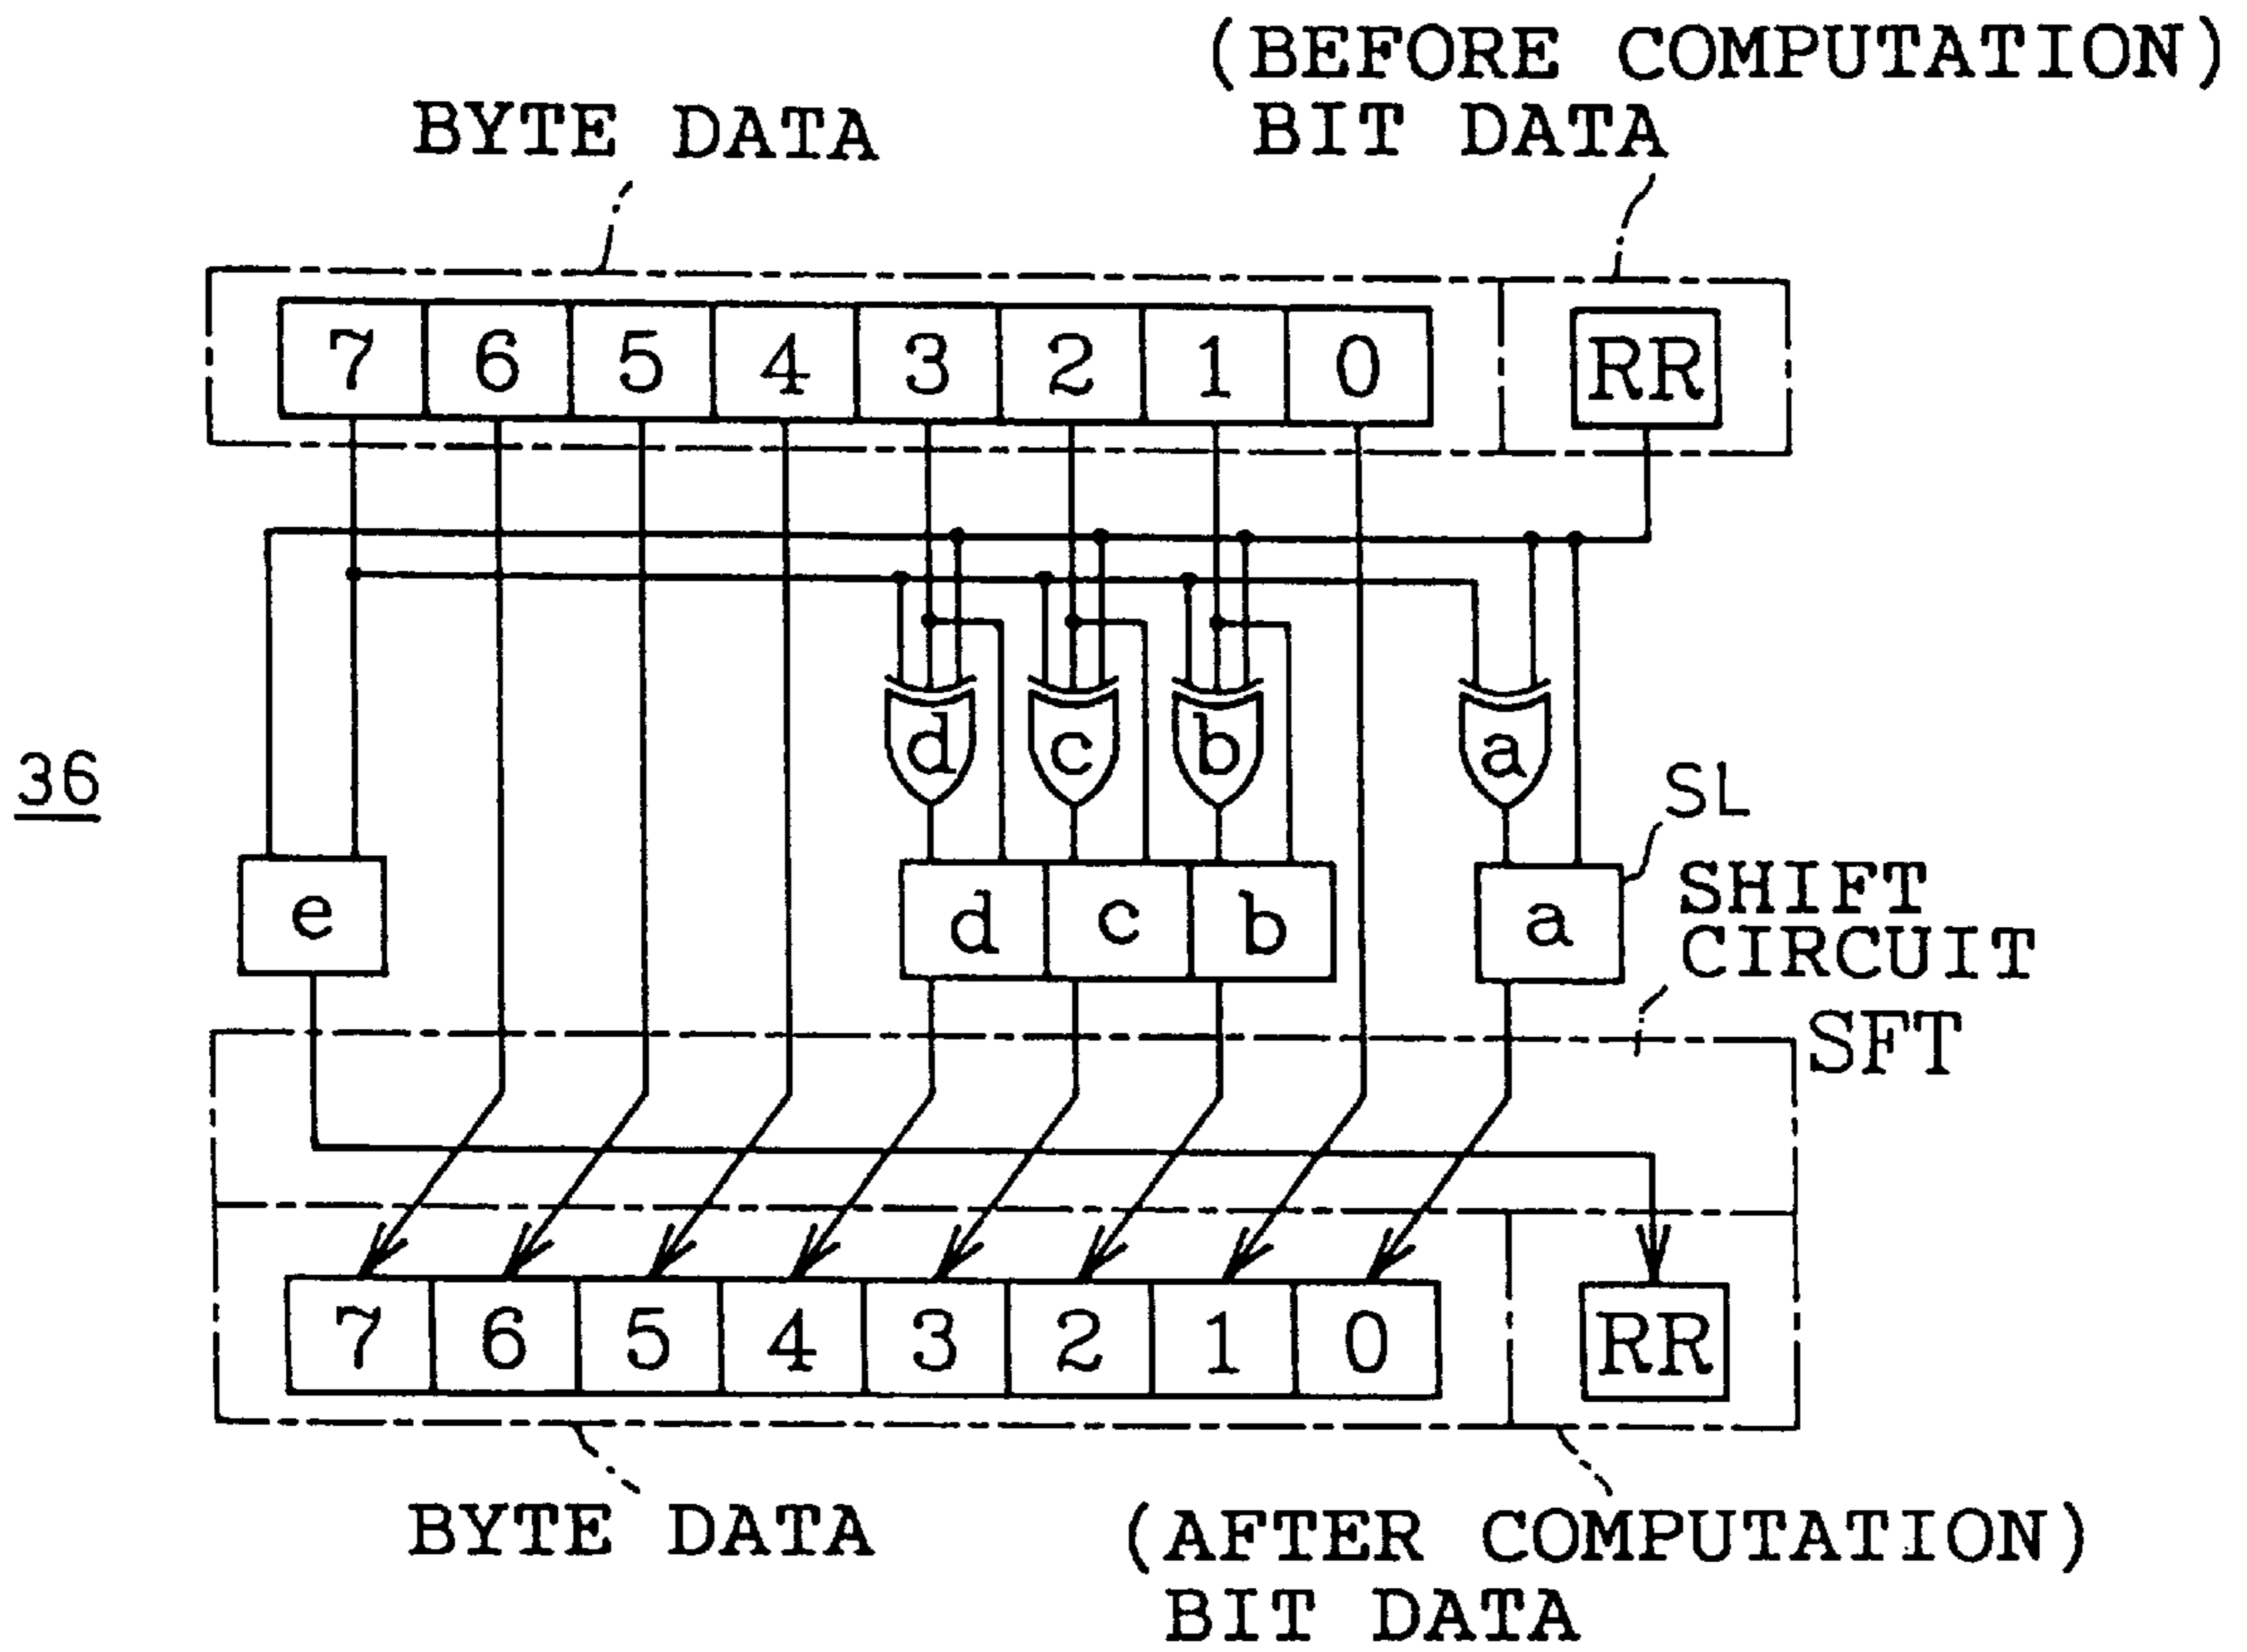 (BEFORE COMPUTATION)
BYTE DATA
BIT DATA
7 6 5 4 3 2 1 0 RR
d c b a
36
SL
e d c b a
SHIFT
CIRCUIT
SFT
7 6 5 4 3 2 1 0 RR
BYTE DATA
(AFTER COMPUTATION)
BIT DATA